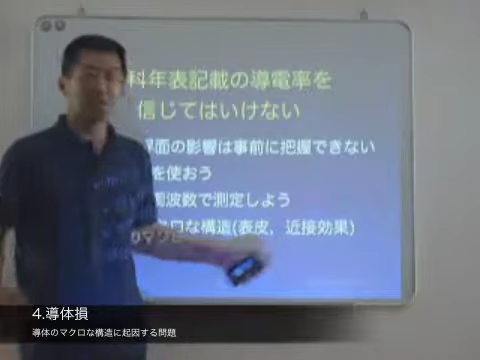 科年表記載の導電率を
信じてはいけない
界面の影響は事前に把握できない
を使おう
周波数で測定しよう
クロな構造(表皮，近接効果)
4.導体損
導体のマクロな構造に起因する問題